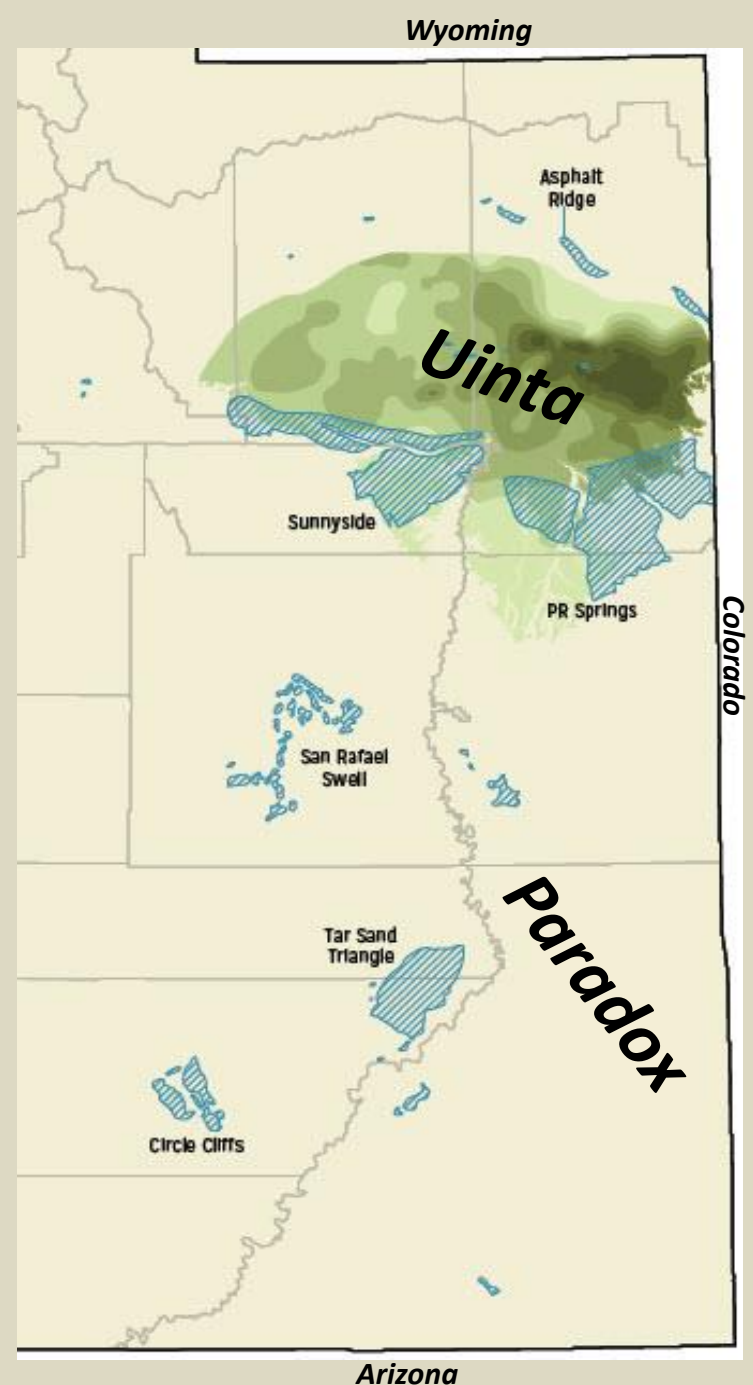 Wyoming
Asphalt
Ridge
Uinta
Sunnyside
PR Springs
Colorado
San Rafael
Swell
Paradox
Tar Sand
Triangle
Circle Cliffs
Arizona